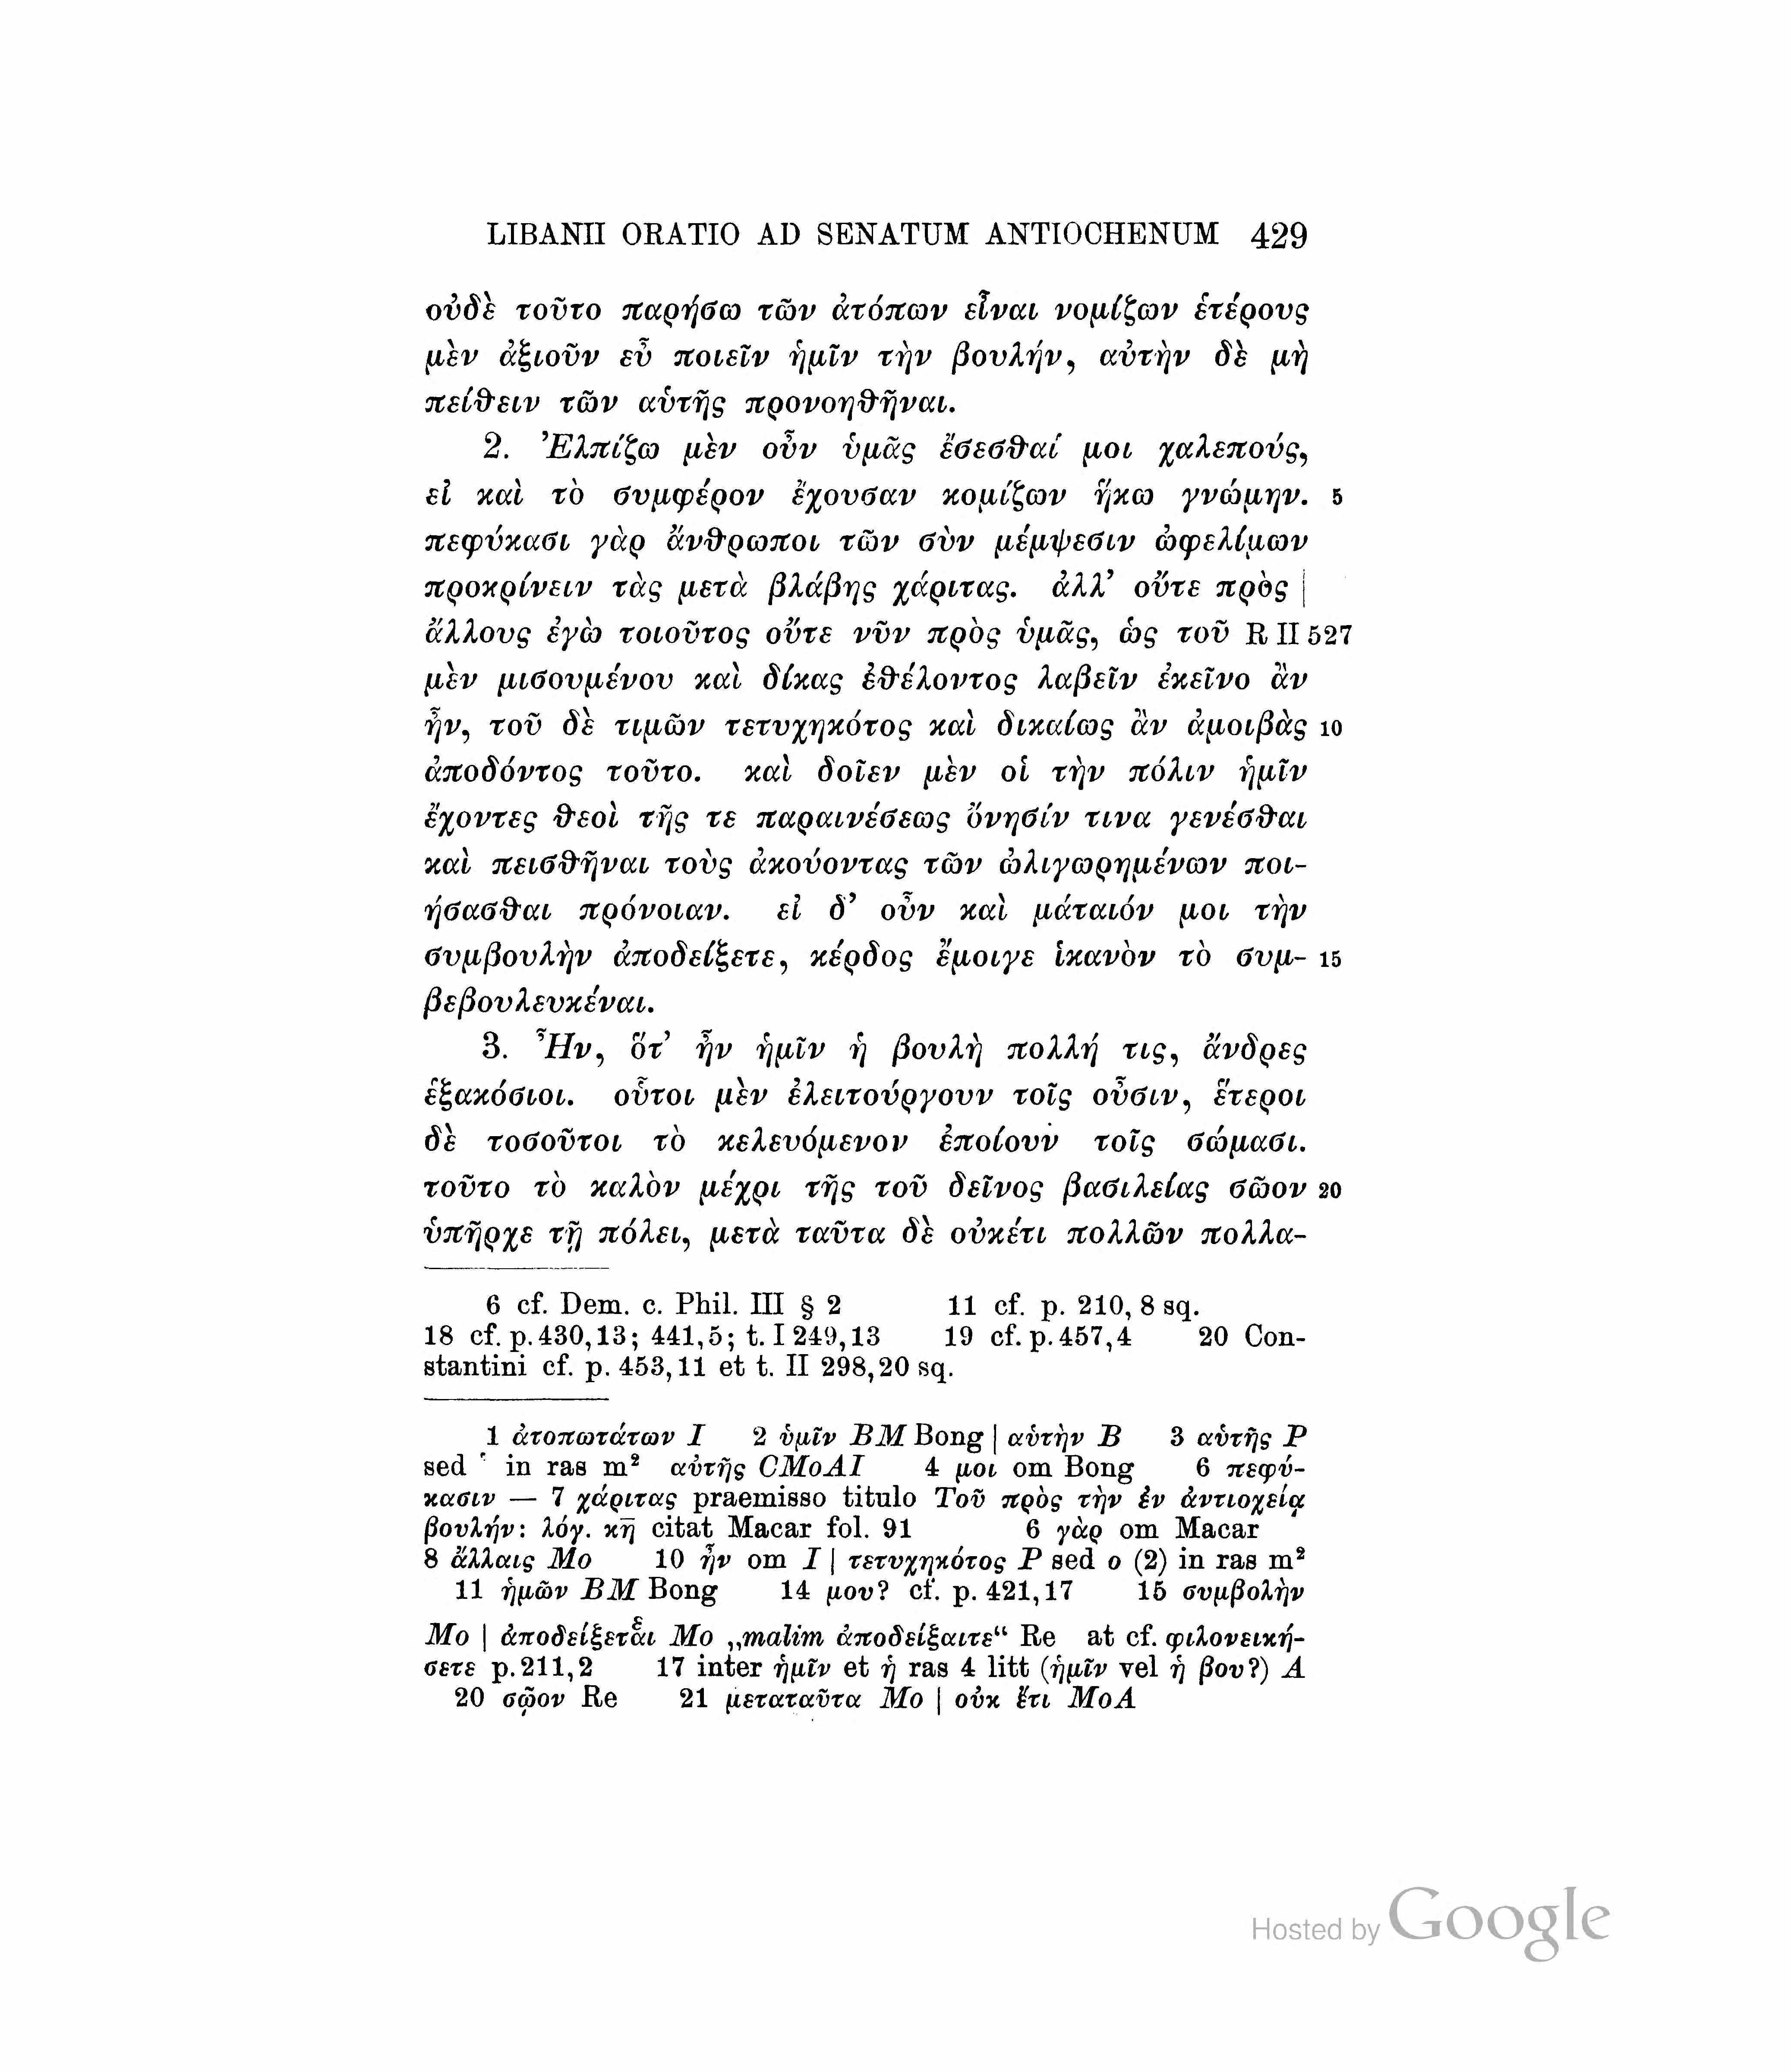 LIBANII ORATIO AD SENATUM ANTIOCHENUM 429
οὐδὲ τοῦτο παρήσω τῶν ἀτόπων εἶναι νομίζων ἑτέρους
μὲν ἀξιοῦν εὖ ποιεῖν ἡμῖν τὴν βουλήν, αὐτὴν δὲ μὴ
πείθειν τῶν αὑτῆς προνοηθῆναι.
2. Ἐλπίζω μὲν οὖν ὑμᾶς ἔσεσθαί μοι χαλεπούς,
εἰ καὶ τὸ συμφέρον ἔχουσαν κομίζων ἥκω γνώμην. 5
πεφύκασι γὰρ ἄνθρωποι τῶν σὺν μέμψεσιν ὠφελίμων
προκρίνειν τὰς μετὰ βλάβης χάριτας. ἀλλ’ οὔτε πρὸς |
ἄλλους ἐγὼ τοιοῦτος οὔτε νῦν πρὸς ὑμᾶς, ὡς τοῦ R II 527
μὲν μισουμένου καὶ δίκας ἐθέλοντος λαβεῖν ἐκεῖνο ἂν
ἦν, τοῦ δὲ τιμῶν τετυχηκότος καὶ δικαίως ἂν ἀμοιβὰς 10
ἀποδόντος τοῦτο. καὶ δοῖεν μὲν οἱ τὴν πόλιν ἡμῖν
ἔχοντες θεοὶ τῆς τε παραινέσεως ὄνησίν τινα γενέσθαι
καὶ πεισθῆναι τοὺς ἀκούοντας τῶν ὠλιγωρημένων ποι-
ήσασθαι πρόνοιαν. εἰ δ’ οὖν καὶ μάταιόν μοι τὴν
συμβουλὴν ἀποδείξετε, κέρδος ἔμοιγε ἱκανὸν τὸ συμ- 15
βεβουλευκέναι.
3. Ἦν, ὅτ’ ἦν ἡμῖν ἡ βουλὴ πολλή τις, ἄνδρες
ἑξακόσιοι. οὗτοι μὲν ἐλειτούργουν τοῖς οὖσιν, ἕτεροι
δὲ τοσοῦτοι τὸ κελευόμενον ἐποίουν τοῖς σώμασι.
τοῦτο τὸ καλὸν μέχρι τῆς τοῦ δεῖνος βασιλείας σῶον 20
ὑπῆρχε τῇ πόλει, μετὰ ταῦτα δὲ οὐκέτι πολλῶν πολλα-
6 cf. Dem. c. Phil. III § 2 11 cf. p. 210, 8 sq.
18 cf. p. 430,13; 441,5; t. I 249,13 19 cf. p. 457,4 20 Con-
stantini cf. p. 453,11 et t. II 298,20 sq.
1 ἀτοπωτάτων I 2 ὑμῖν BM Bong | αὑτὴν B 3 αὑτῆς P
sed ῾ in ras m² αὐτῆς CMoAI 4 μοι om Bong 6 πεφύ-
κασιν — 7 χάριτας praemisso titulo Τοῦ πρὸς τὴν ἐν ἀντιοχείᾳ
βουλήν: λόγ. κη̄ citat Macar fol. 91 6 γὰρ om Macar
8 ἄλλαις Mo 10 ἦν om I | τετυχηκότος P sed ο (2) in ras m²
11 ἡμῶν BM Bong 14 μου? cf. p. 421,17 15 συμβολὴν
Mo | ἀποδείξεται Mo „malim ἀποδείξαιτε“ Re at cf. φιλονεική-
σετε p. 211,2 17 inter ἡμῖν et ἡ ras 4 litt (ἡμῖν vel ἡ βου?) A
20 σῷον Re 21 μεταταῦτα Mo | οὐκ ἔτι MoA
Hosted by Google